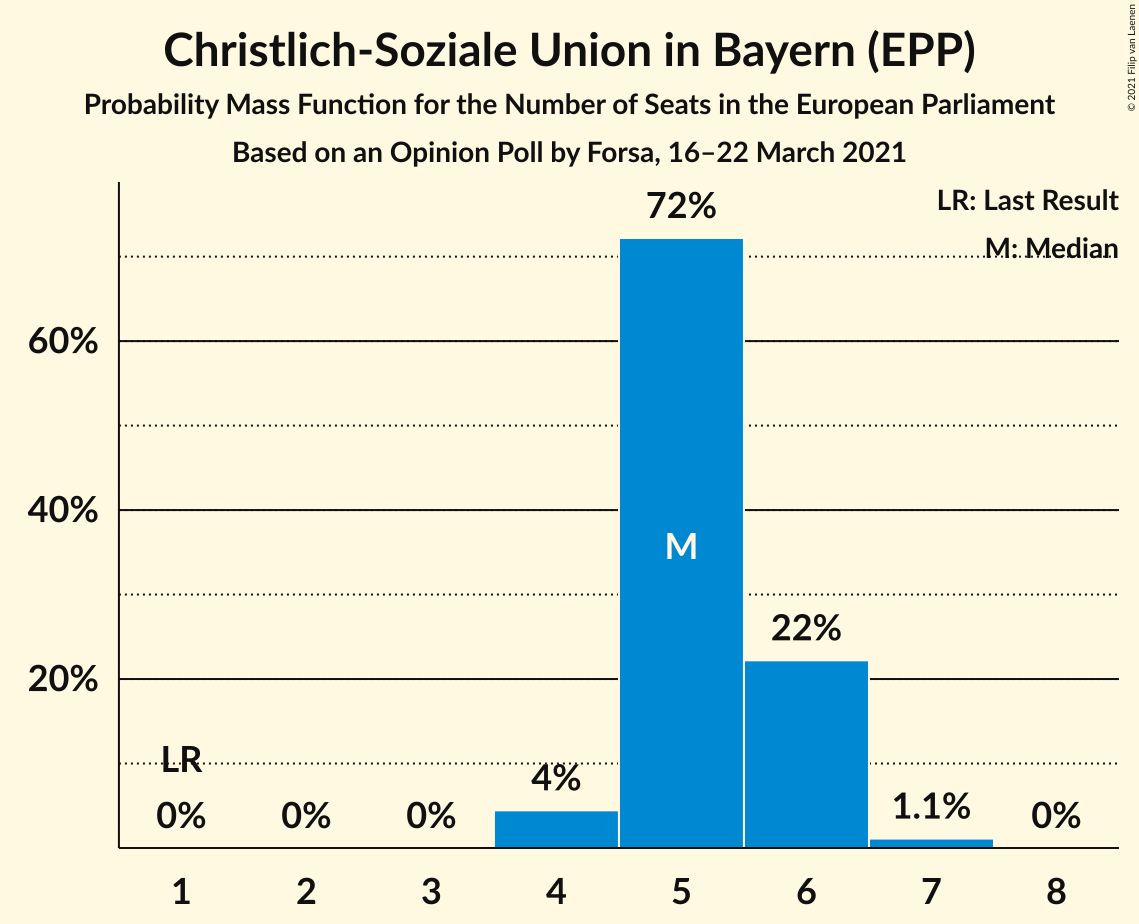 Christlich-Soziale Union in Bayern (EPP)
Probability Mass Function for the Number of Seats in the European Parliament
Based on an Opinion Poll by Forsa, 16–22 March 2021
© 2021 Filip van Laenen
LR: Last Result
M: Median
72%
60%
40%
M
22%
20%
LR
4%
1.1%
0% 0% 0% 0%
1 2 3 4 5 6 7 8